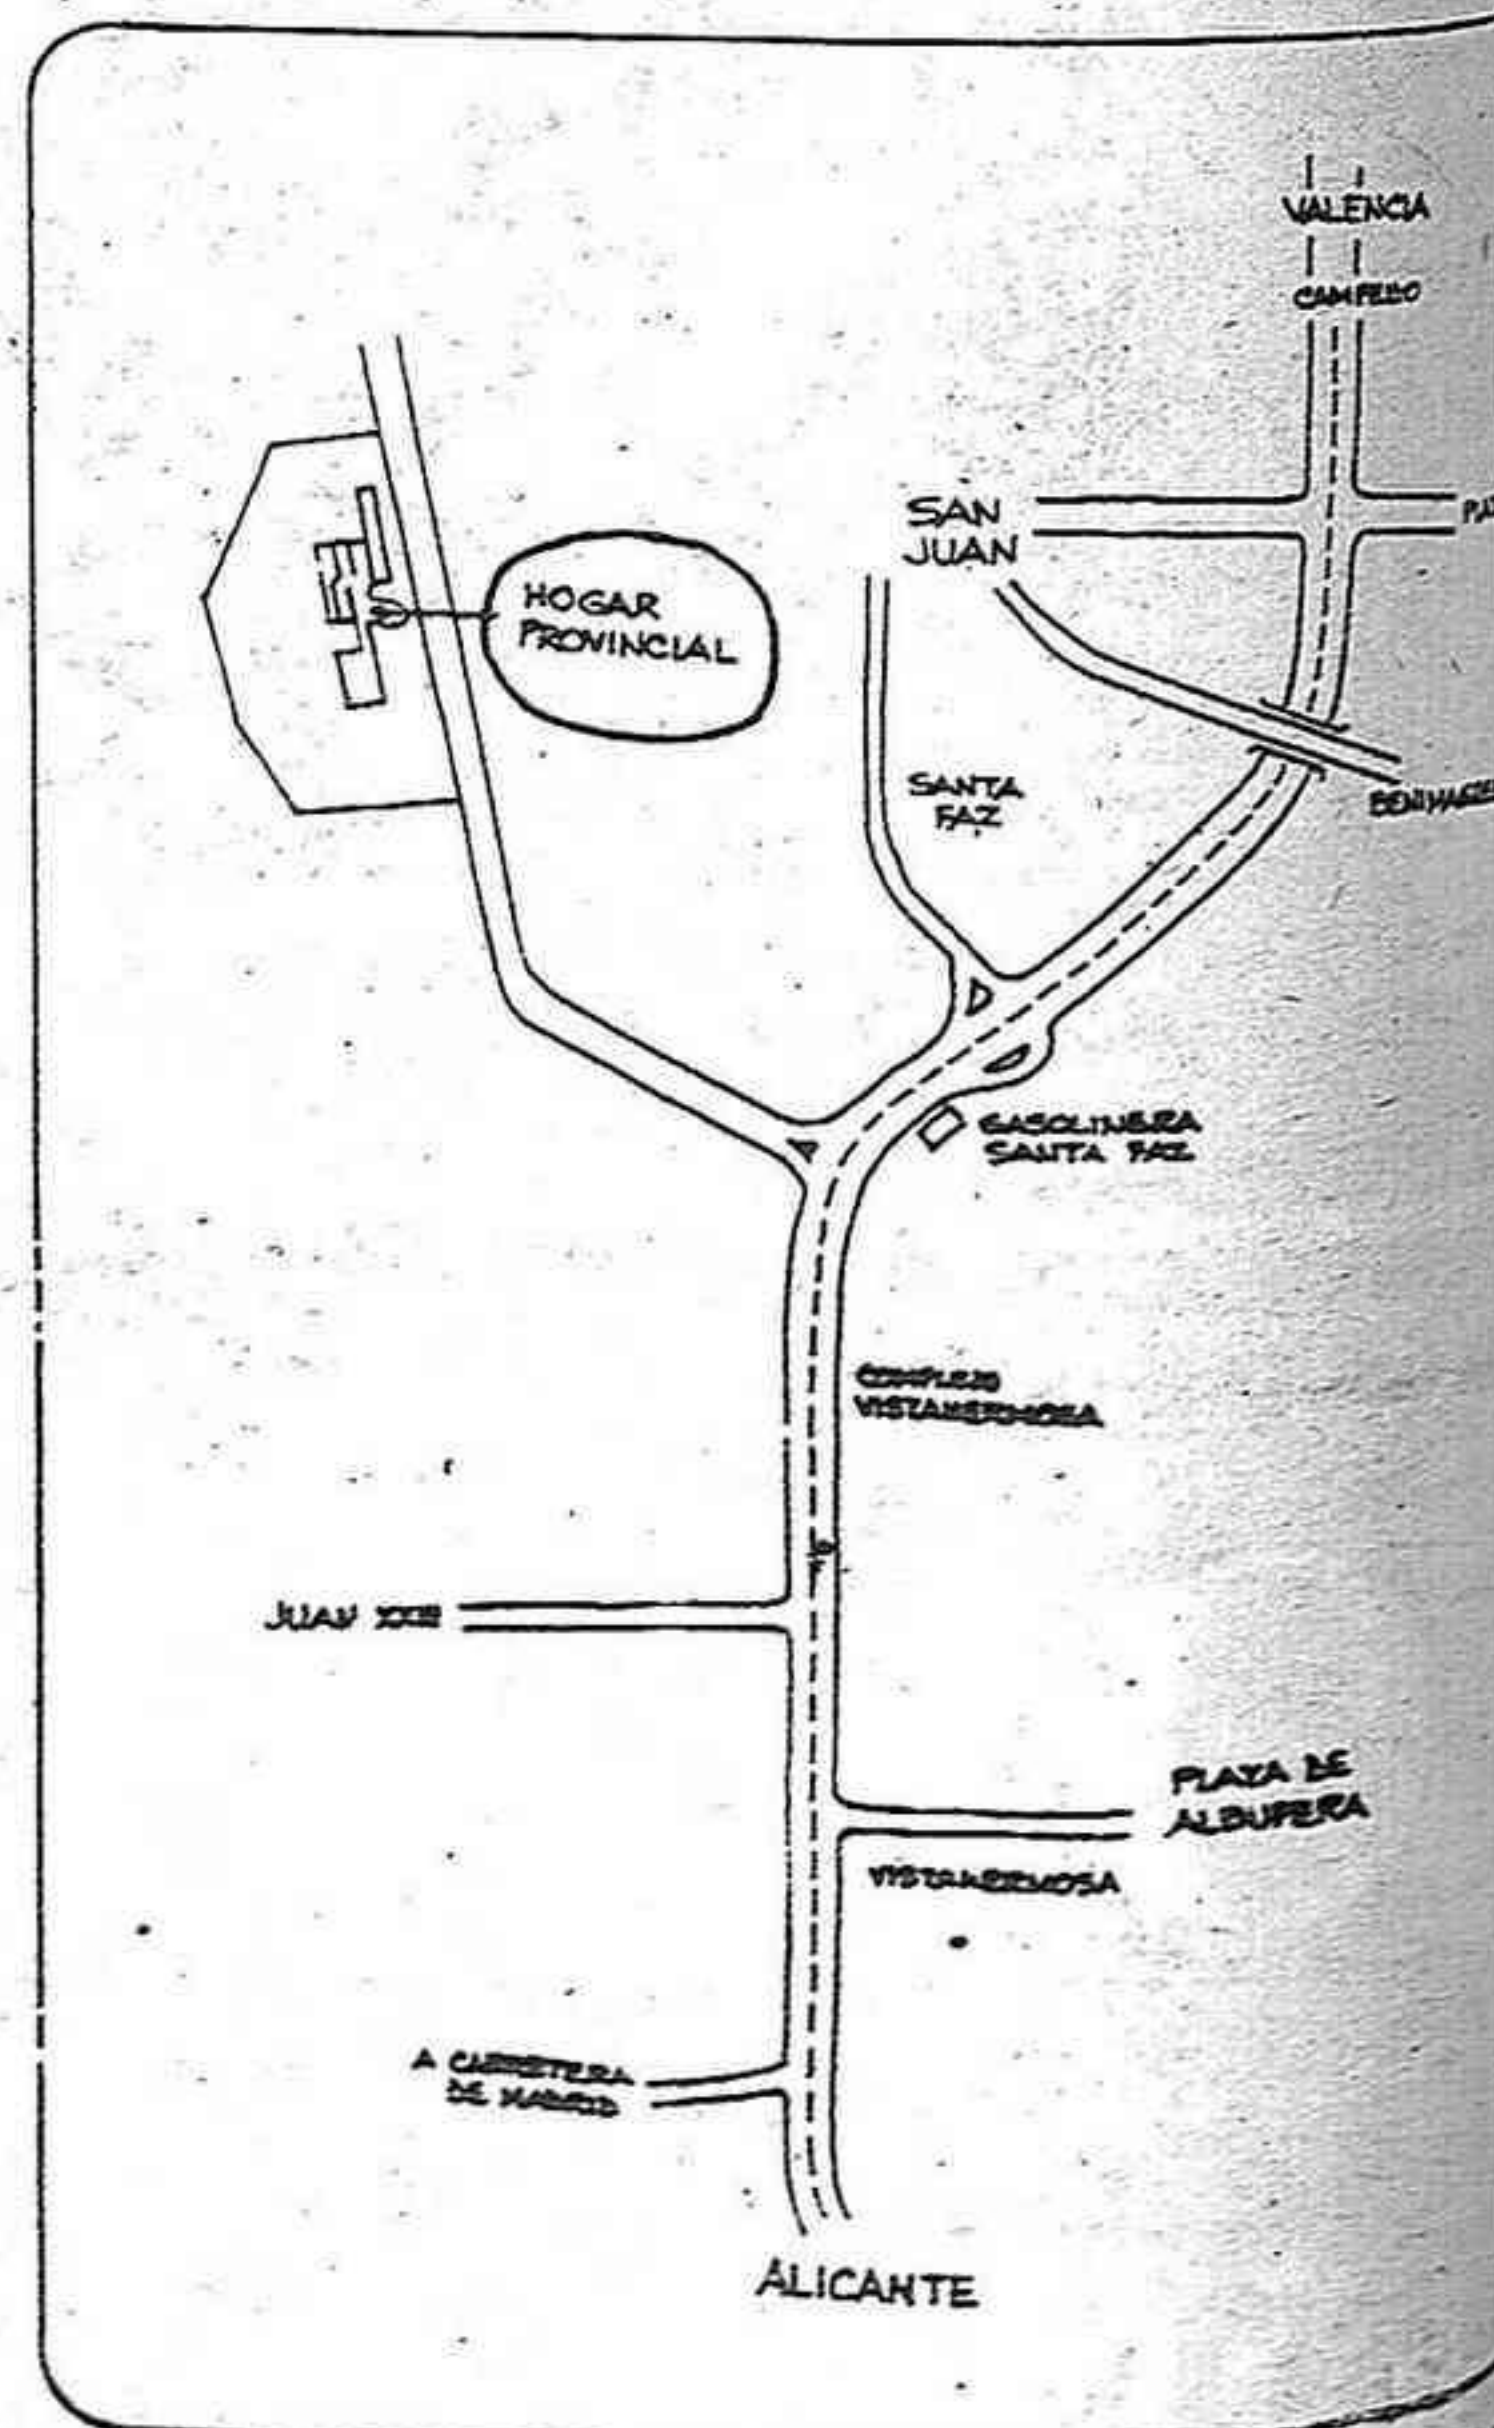 VALENCIA
CAMPELLO
SAN
JUAN
HOGAR
PROVINCIAL
SANTA
FAZ
GASOLINERA
SANTA FAZ
COMPLEJO
VISTAHERMOSA
JUAN XXIII
PLAYA DE
ALBUFERA
VISTAHERMOSA
A CARRETERA
DE MADRID
ALICANTE